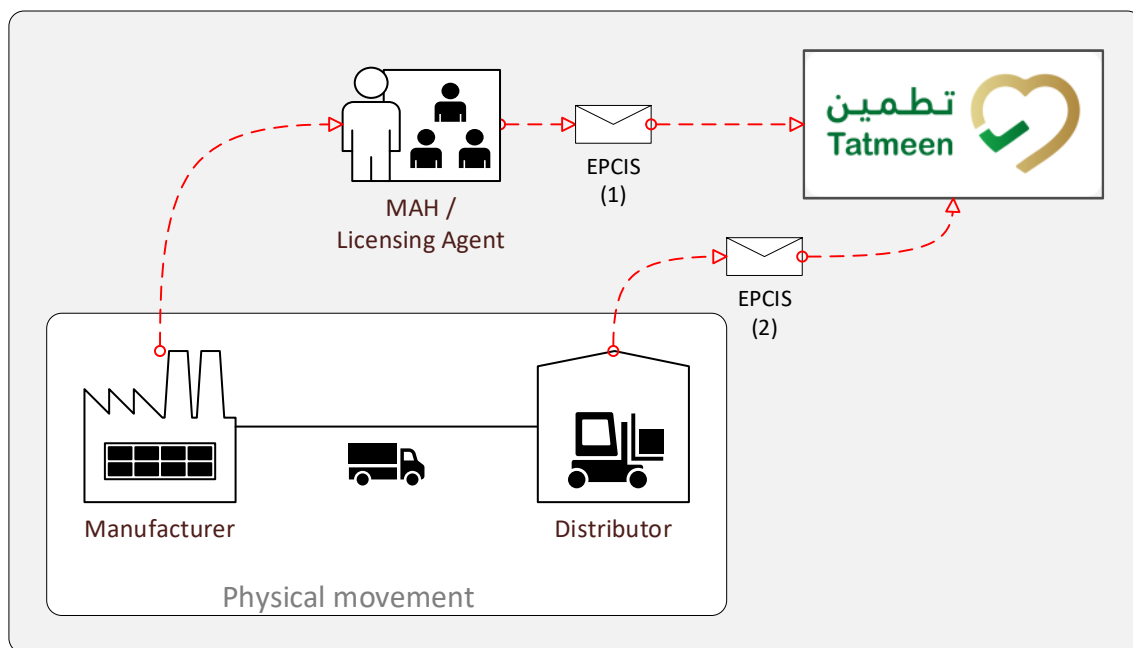 تطمين
Tatmeen
EPCIS
(1)
MAH /
Licensing Agent
EPCIS
(2)
Manufacturer
Distributor
Physical movement